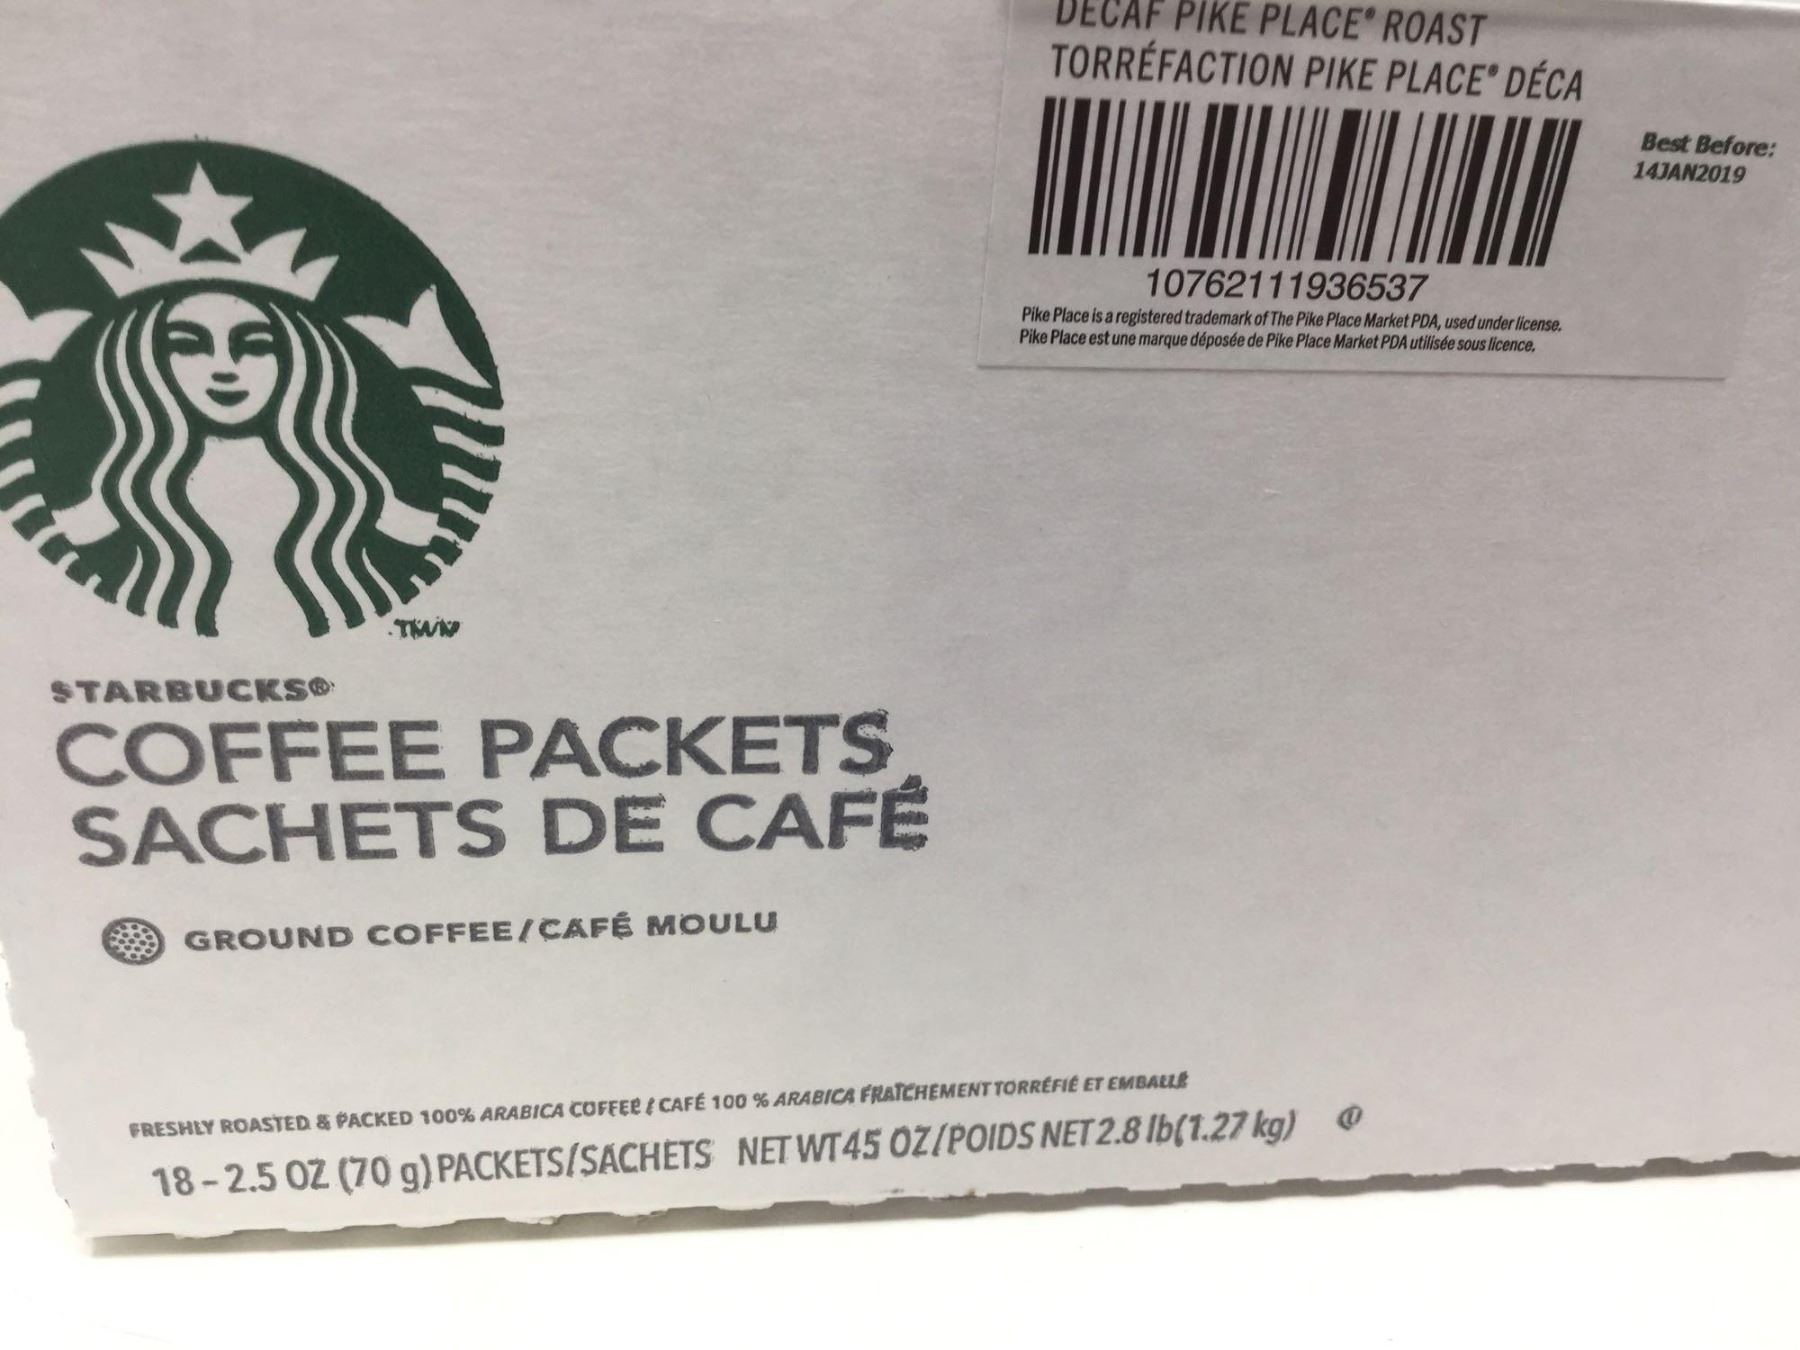 DECAF PIKE PLACE® ROAST
TORRÉFACTION PIKE PLACE® DÉCA
Best Before:
14JAN2019
10762111936537
Pike Place is a registered trademark of The Pike Place Market PDA, used under license.
Pike Place est une marque déposée de Pike Place Market PDA utilisée sous licence.
STARBUCKS®
COFFEE PACKETS
SACHETS DE CAFÉ
GROUND COFFEE/CAFÉ MOULU
FRESHLY ROASTED & PACKED 100% ARABICA COFFEE / CAFÉ 100 % ARABICA FRAÎCHEMENT TORRÉFIÉ ET EMBALLÉ
18 – 2.5 OZ (70 g) PACKETS/SACHETS NET WT 45 OZ/POIDS NET 2.8 lb(1.27 kg)